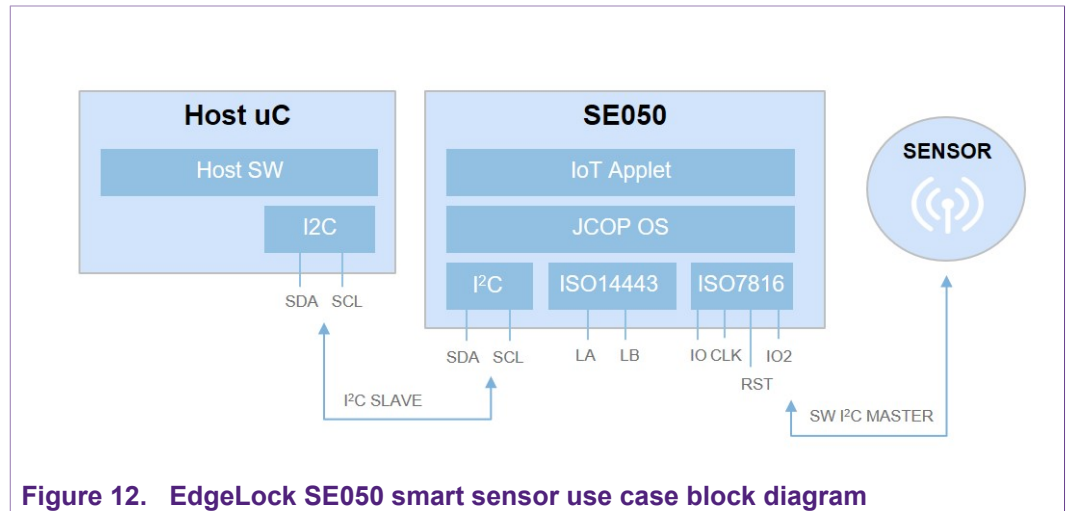 Host uC
Host SW
I2C
SDA SCL
SE050
IoT Applet
JCOP OS
I²C ISO14443 ISO7816
SDA SCL LA LB IO CLK IO2
RST
SENSOR
I²C SLAVE
SW I²C MASTER
Figure 12. EdgeLock SE050 smart sensor use case block diagram